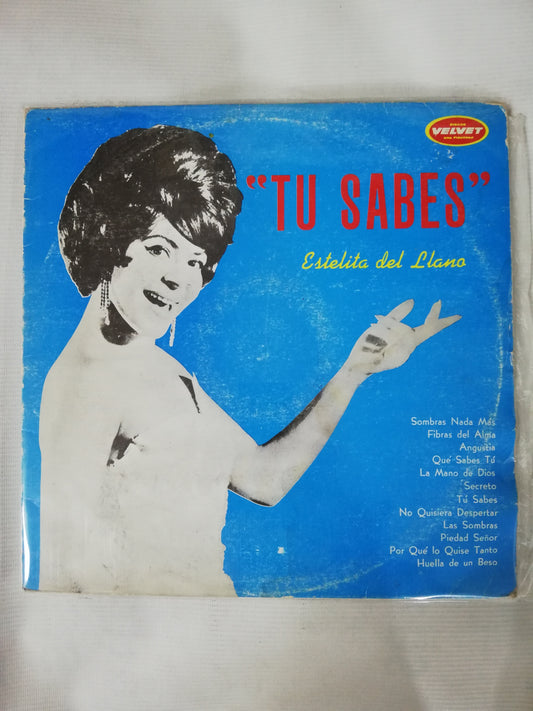 DISCOS
VELVET
"TU SABES"
Estelita del Llano
Sombras Nada Más
Fibras del Alma
Angustia
Qué Sabes Tú
La Mano de Dios
Secreto
Tú Sabes
No Quisiera Despertar
Las Sombras
Piedad Señor
Por Qué lo Quise Tanto
Huella de un Beso